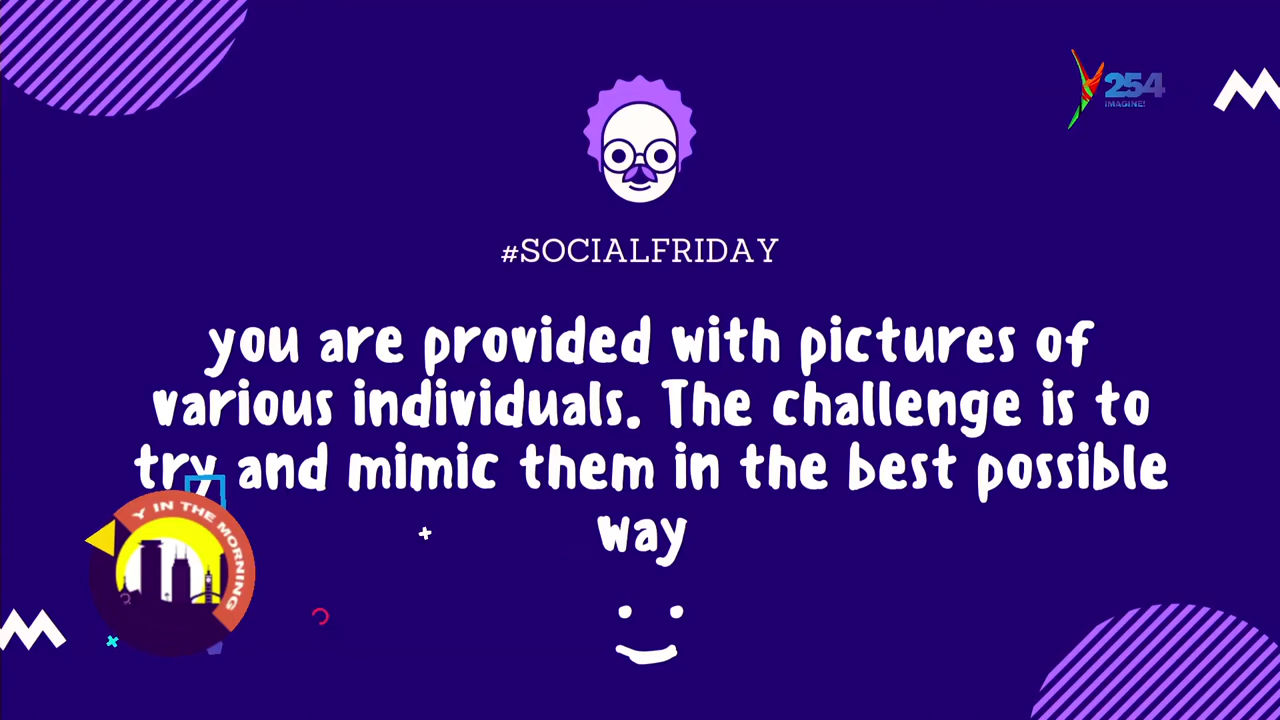 254
IMAGINE!
#SOCIALFRIDAY
you are provided with pictures of
various individuals. The challenge is to
try and mimic them in the best possible
way
Y IN THE MORNING